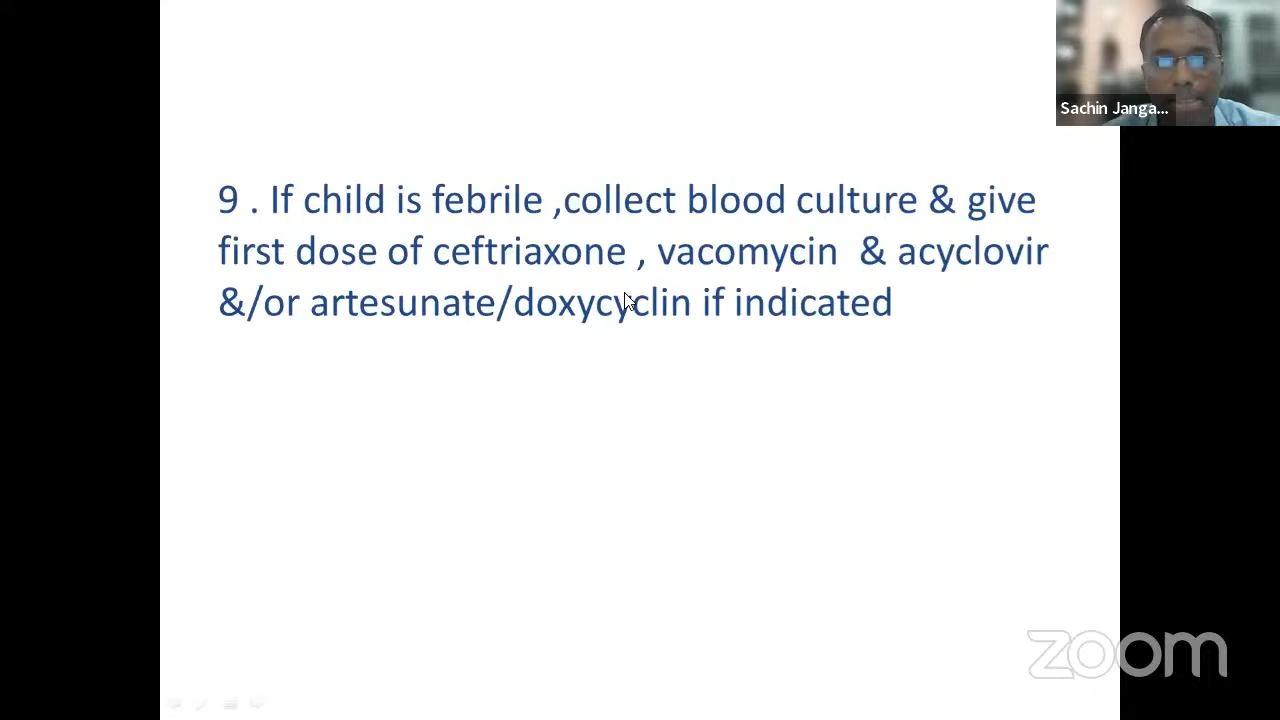 Sachin Janga...
9 . If child is febrile ,collect blood culture & give
first dose of ceftriaxone , vacomycin  & acyclovir
&/or artesunate/doxycyclin if indicated
zoom